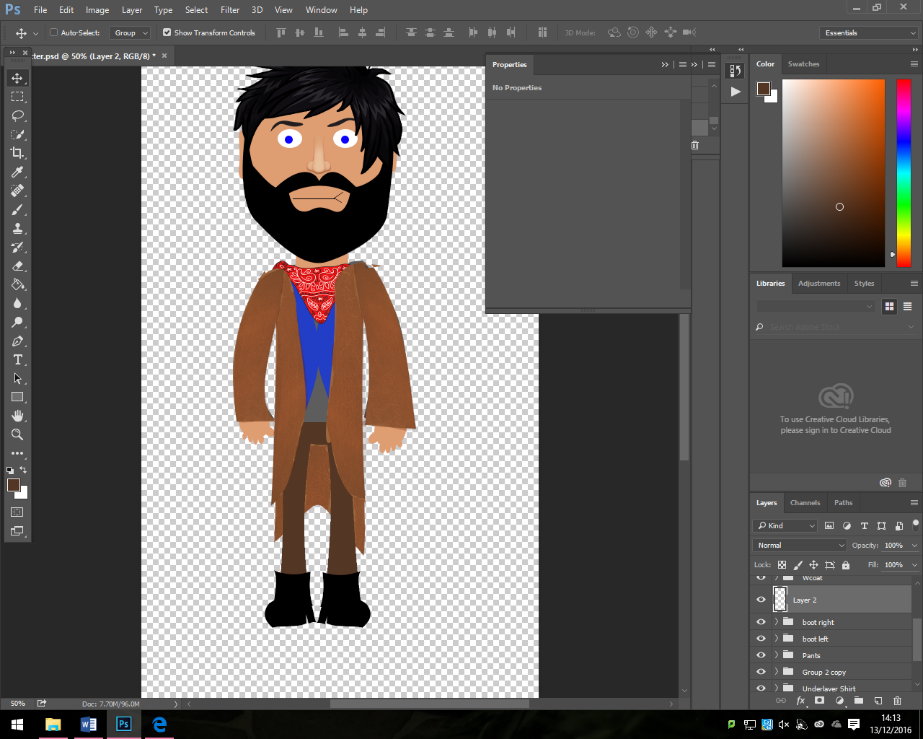 Ps File Edit Image Layer Type Select Filter 3D View Window Help
Auto-Select: Group Show Transform Controls 3D Mode: Essentials
ter.psd @ 50% (Layer 2, RGB/8) * ×
Properties
No Properties
Color Swatches
Libraries Adjustments Styles
To use Creative Cloud Libraries,
please sign in to Creative Cloud
Layers Channels Paths
Kind
Normal Opacity: 100%
Lock: Fill: 100%
Wcoat
Layer 2
boot right
boot left
Pants
Group 2 copy
Underlayer Shirt
50% Doc: 7.70M/96.0M
14:13
13/12/2016